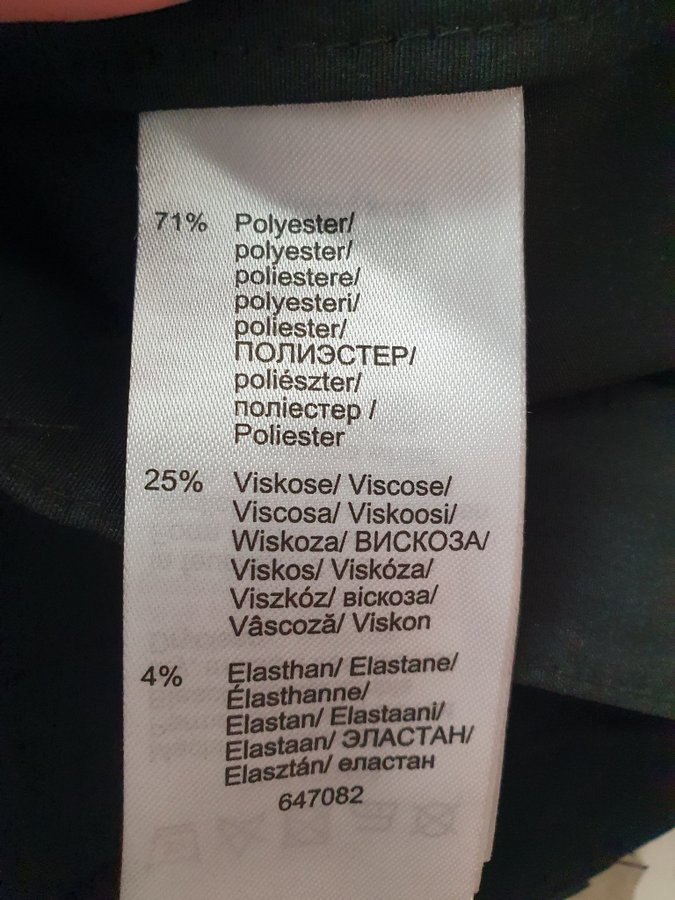 71% Polyester/
polyester/
poliestere/
polyesteri/
poliester/
ПОЛИЭСТЕР/
poliészter/
поліестер /
Poliester
25% Viskose/ Viscose/
Viscosa/ Viskoosi/
Wiskoza/ ВИСКОЗА/
Viskos/ Viskóza/
Viszkóz/ віскоза/
Vâscoză/ Viskon
4% Elasthan/ Elastane/
Élasthanne/
Elastan/ Elastaani/
Elastaan/ ЭЛАСТАН/
Elasztán/ еластан
647082